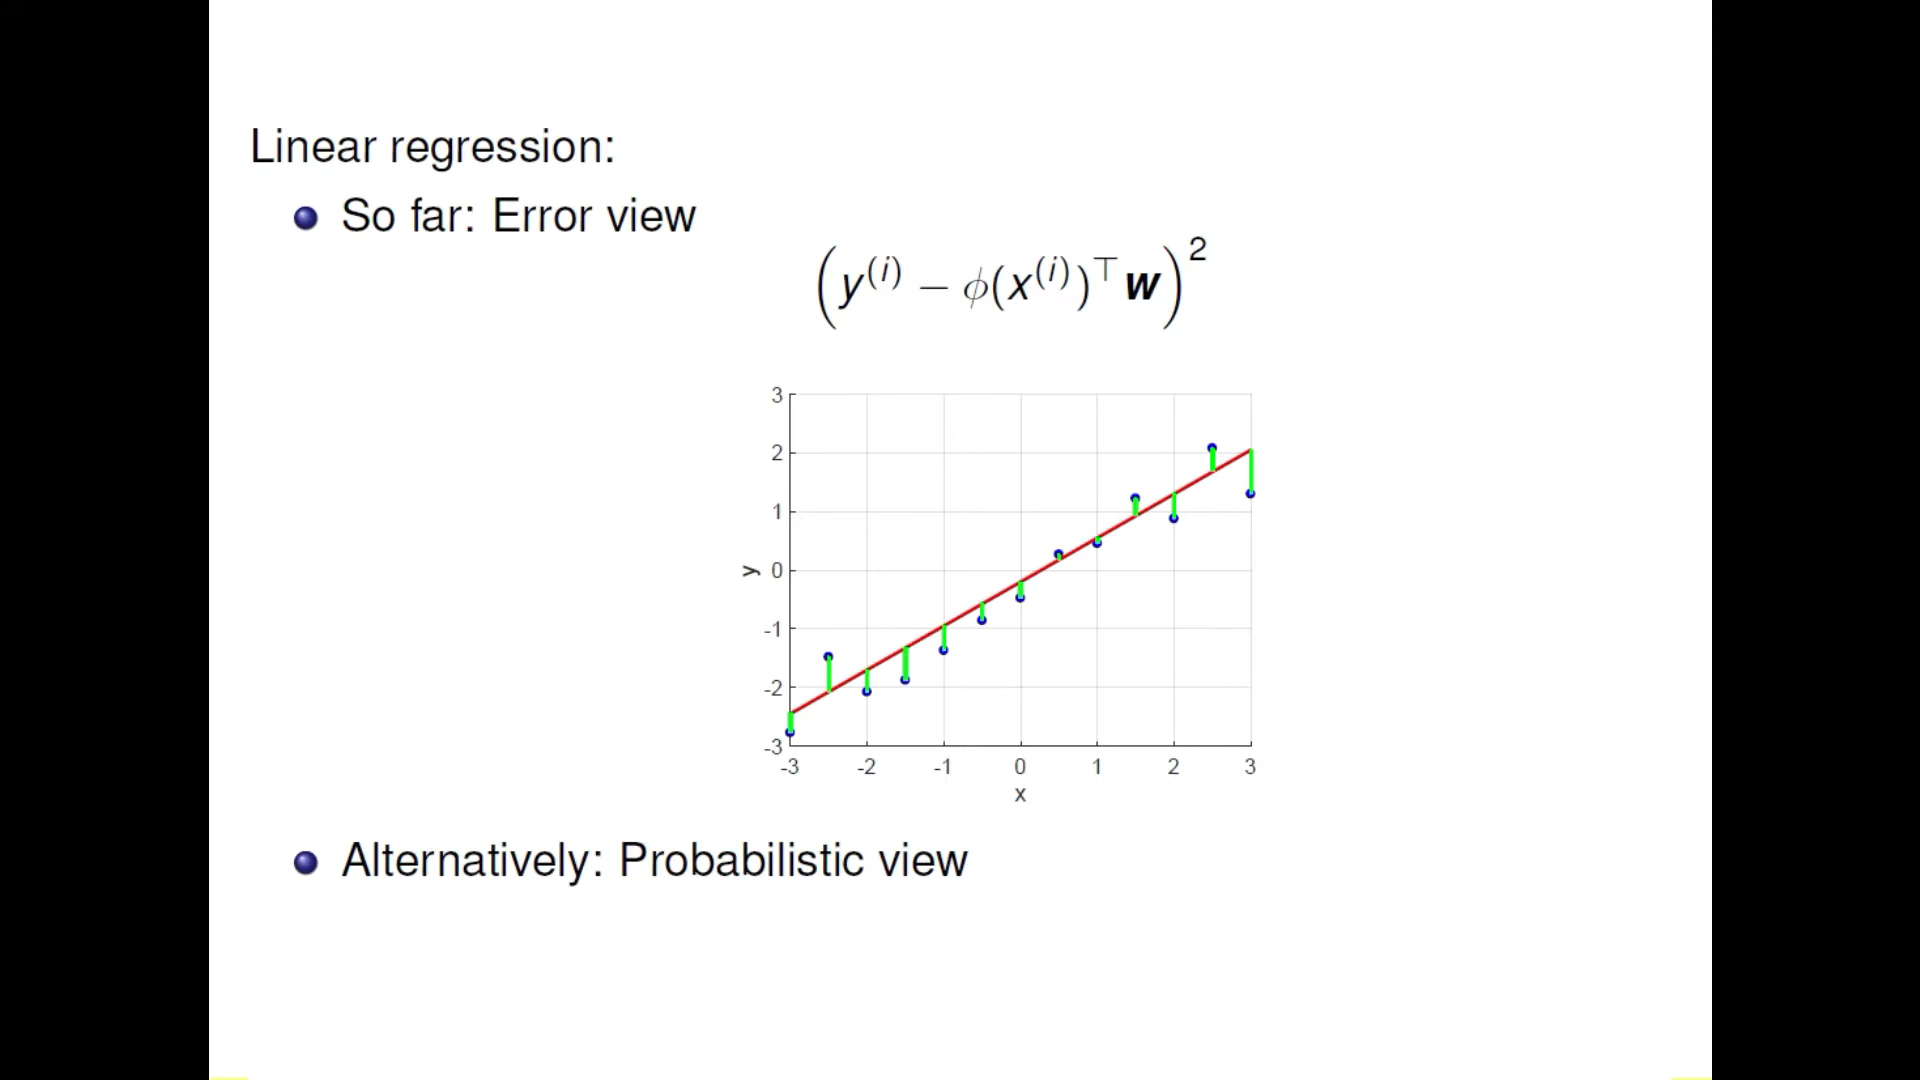 Linear regression:
So far: Error view
(y^(i) − ϕ(x^(i))^⊤ w)^2
3
2
1
0
-1
-2
-3
y
-3 -2 -1 0 1 2 3
x
Alternatively: Probabilistic view